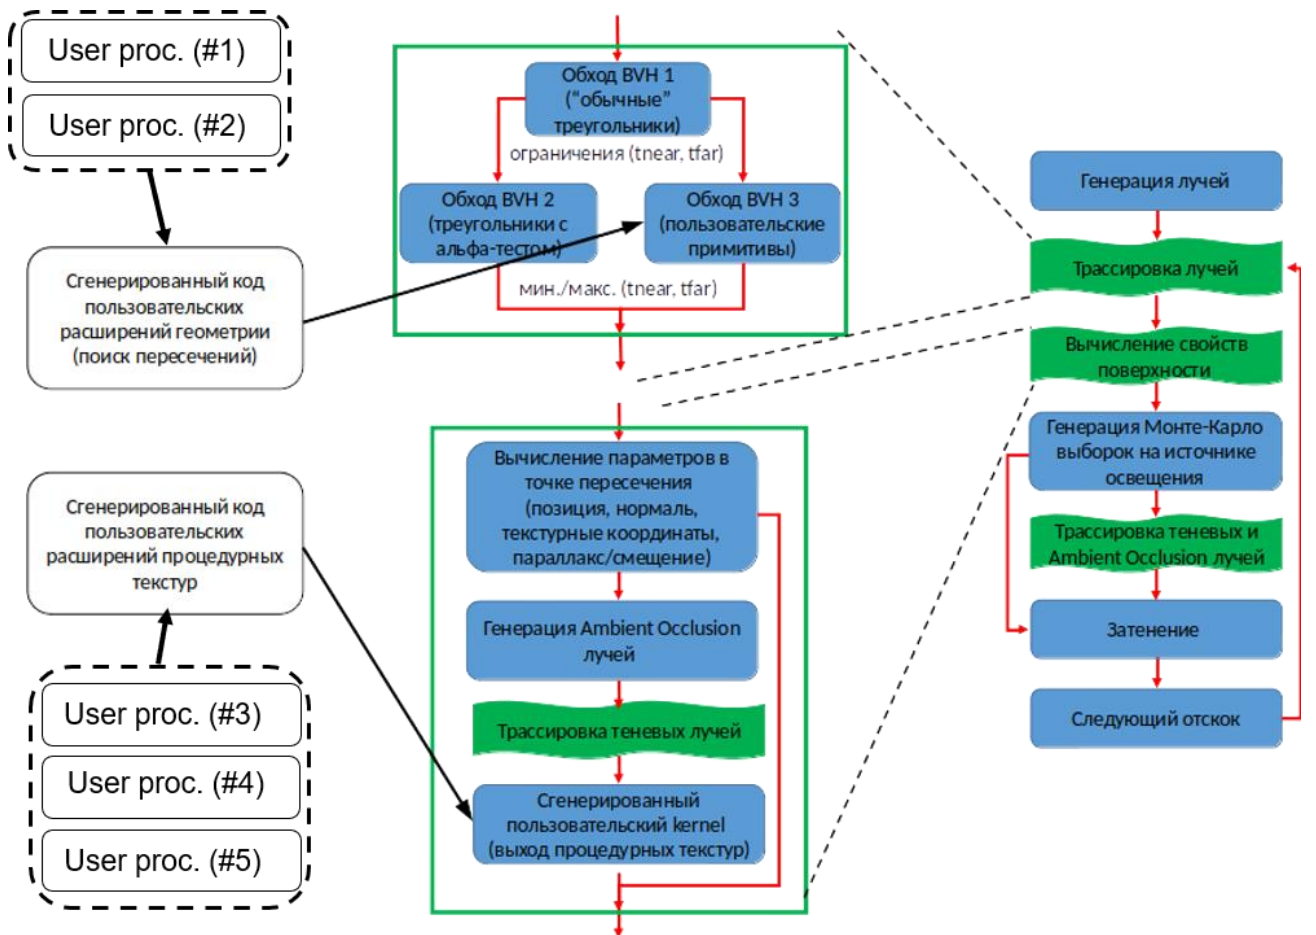 User proc. (#1)
User proc. (#2)
Сгенерированный код
пользовательских
расширений геометрии
(поиск пересечений)
Сгенерированный код
пользовательских
расширений процедурных
текстур
User proc. (#3)
User proc. (#4)
User proc. (#5)
Обход BVH 1
(“обычные”
треугольники)
ограничения (tnear, tfar)
Обход BVH 2
(треугольники с
альфа-тестом)
Обход BVH 3
(пользовательские
примитивы)
мин./макс. (tnear, tfar)
Вычисление параметров в
точке пересечения
(позиция, нормаль,
текстурные координаты,
параллакс/смещение)
Генерация Ambient Occlusion
лучей
Трассировка теневых лучей
Сгенерированный
пользовательский kernel
(выход процедурных текстур)
Генерация лучей
Трассировка лучей
Вычисление свойств
поверхности
Генерация Монте-Карло
выборок на источнике
освещения
Трассировка теневых и
Ambient Occlusion лучей
Затенение
Следующий отскок